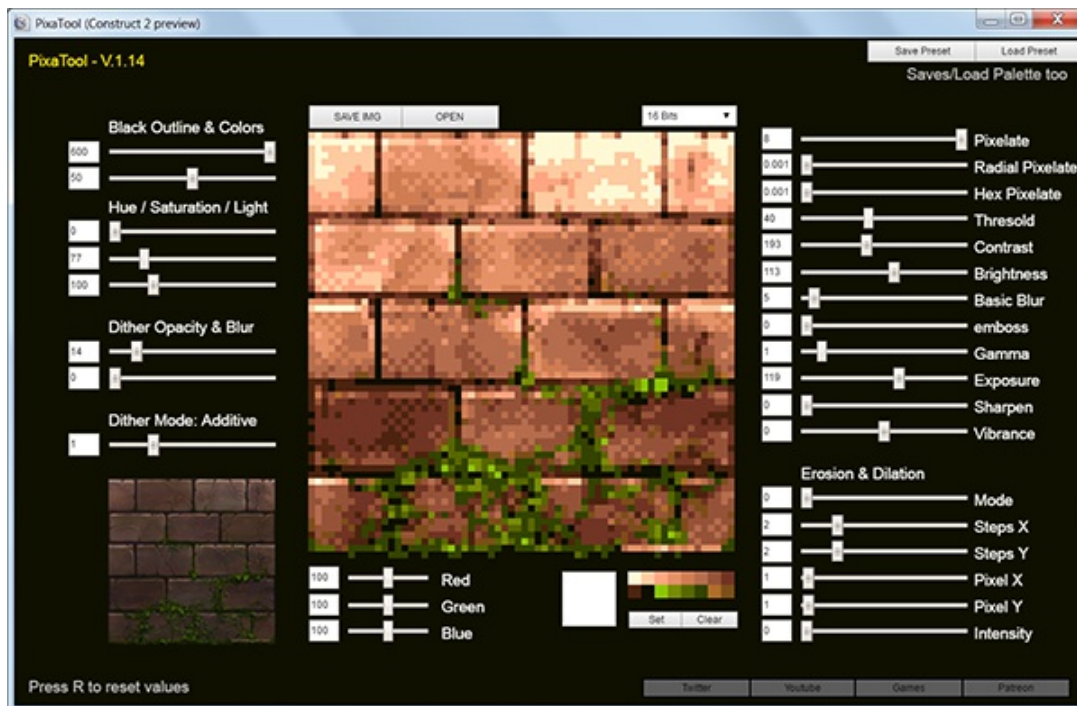 PixaTool (Construct 2 preview)
PixaTool - V.1.14
Save Preset Load Preset
Saves/Load Palette too
Black Outline & Colors
600
50
Hue / Saturation / Light
0
77
100
Dither Opacity & Blur
14
0
Dither Mode: Additive
1
SAVE IMG OPEN
16 Bits
100 Red
100 Green
100 Blue
Set Clear
8 Pixelate
0.001 Radial Pixelate
0.001 Hex Pixelate
40 Thresold
193 Contrast
113 Brightness
5 Basic Blur
0 emboss
1 Gamma
119 Exposure
0 Sharpen
0 Vibrance
Erosion & Dilation
0 Mode
2 Steps X
2 Steps Y
1 Pixel X
1 Pixel Y
0 Intensity
Press R to reset values
Twitter Youtube Games Patreon